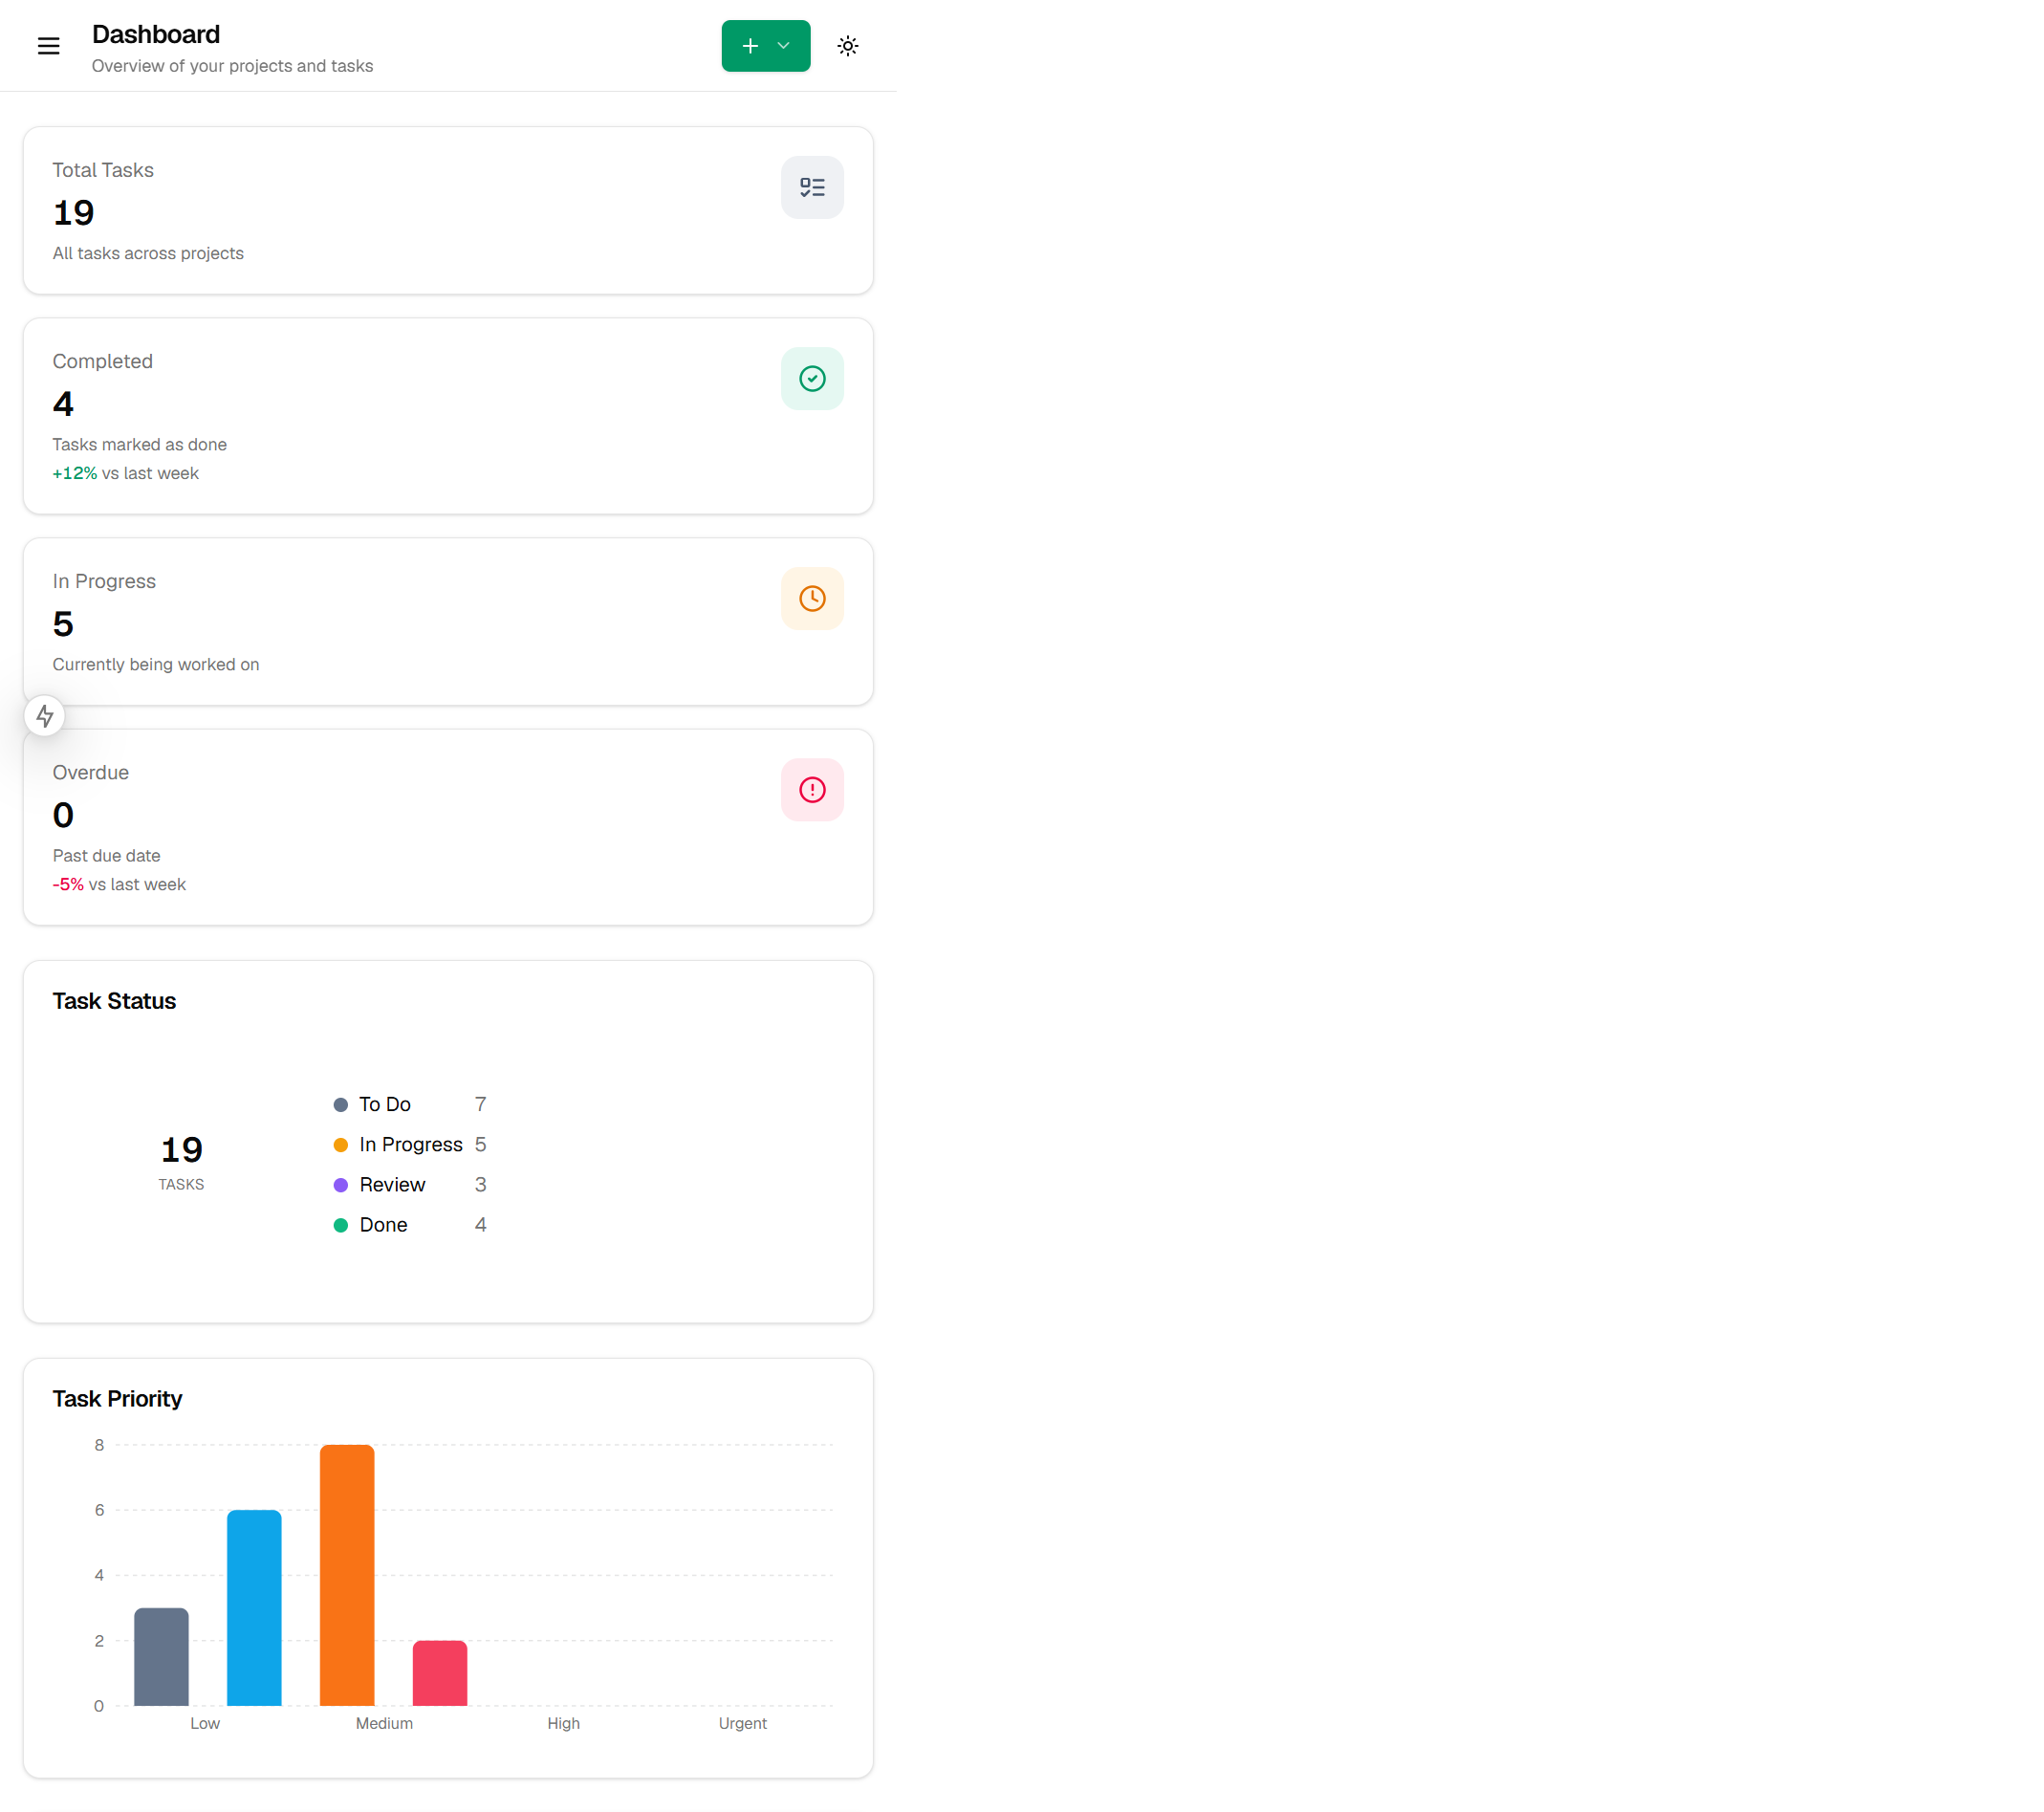 Dashboard
Overview of your projects and tasks
Total Tasks
19
All tasks across projects
Completed
4
Tasks marked as done
+12% vs last week
In Progress
5
Currently being worked on
Overdue
0
Past due date
-5% vs last week
Task Status
19
TASKS
To Do 7
In Progress 5
Review 3
Done 4
Task Priority
8
6
4
2
0
Low Medium High Urgent